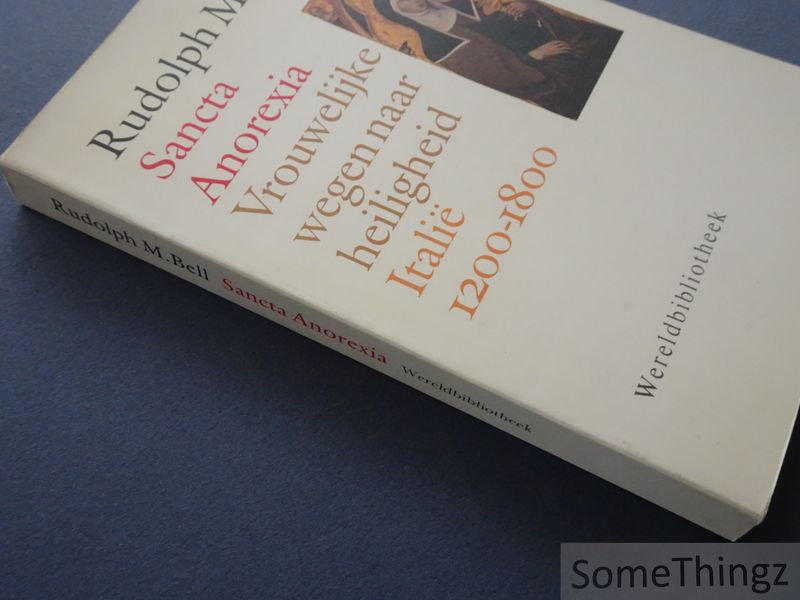 Rudolph M.
Sancta
Anorexia
Vrouwelijke
wegen naar
heiligheid
Italië
1200-1800
Wereldbibliotheek
Rudolph M.Bell Sancta Anorexia Wereldbibliotheek
SomeThingz